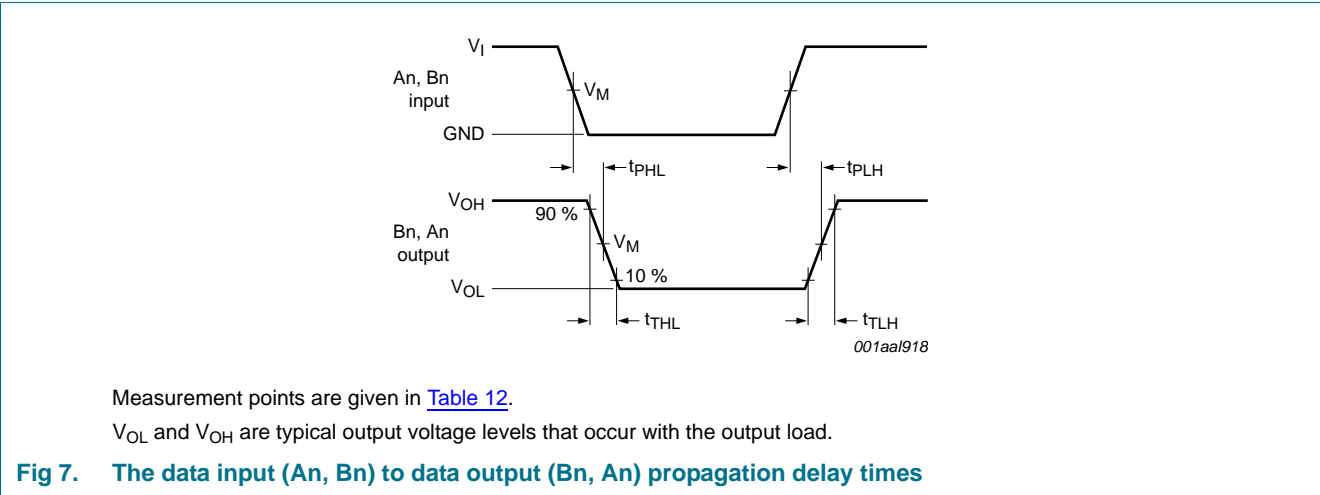 VI
An, Bn
input
VM
GND
tPHL
tPLH
VOH
90 %
Bn, An
output
VM
10 %
VOL
tTHL
tTLH
001aal918
Measurement points are given in Table 12.
VOL and VOH are typical output voltage levels that occur with the output load.
Fig 7. The data input (An, Bn) to data output (Bn, An) propagation delay times